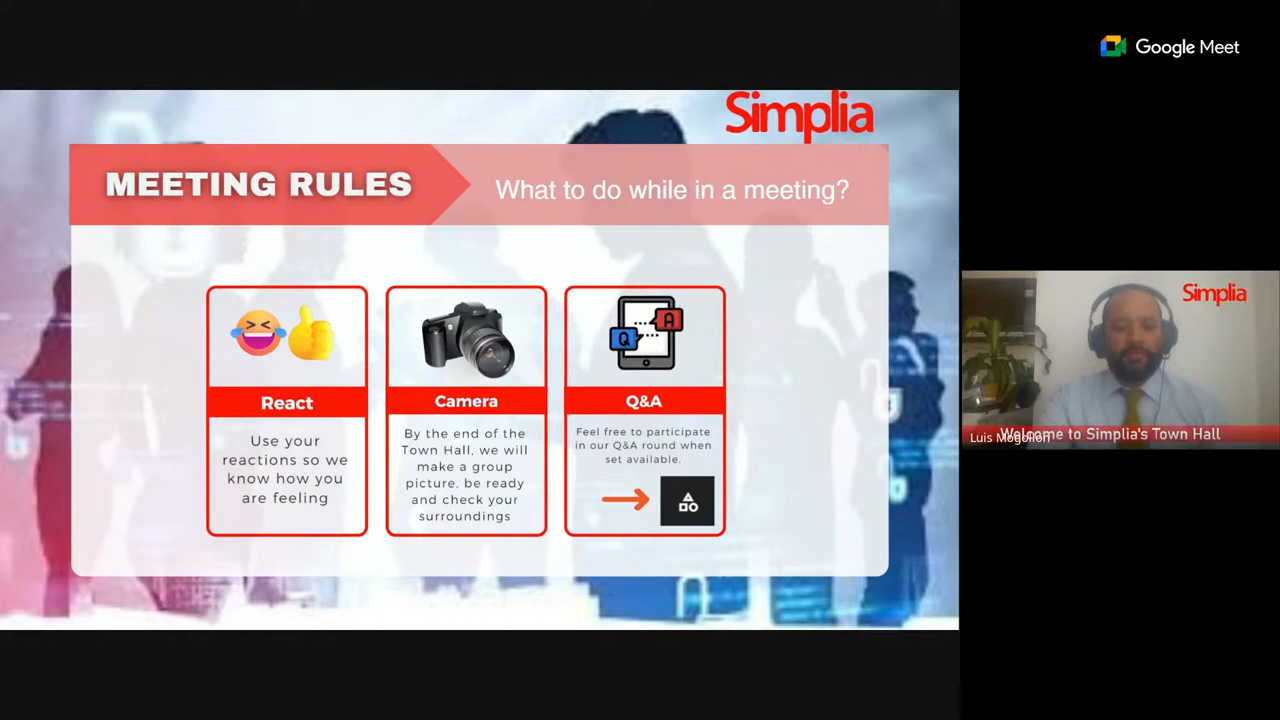 Google Meet
Simplia
MEETING RULES
What to do while in a meeting?
React
Use your
reactions so we
know how you
are feeling
Camera
By the end of the
Town Hall, we will
make a group
picture, be ready
and check your
surroundings
Q
A
Q&A
Feel free to participate
in our Q&A round when
set available.
Simplia
Welcome to Simplia's Town Hall
Luis Mogollon